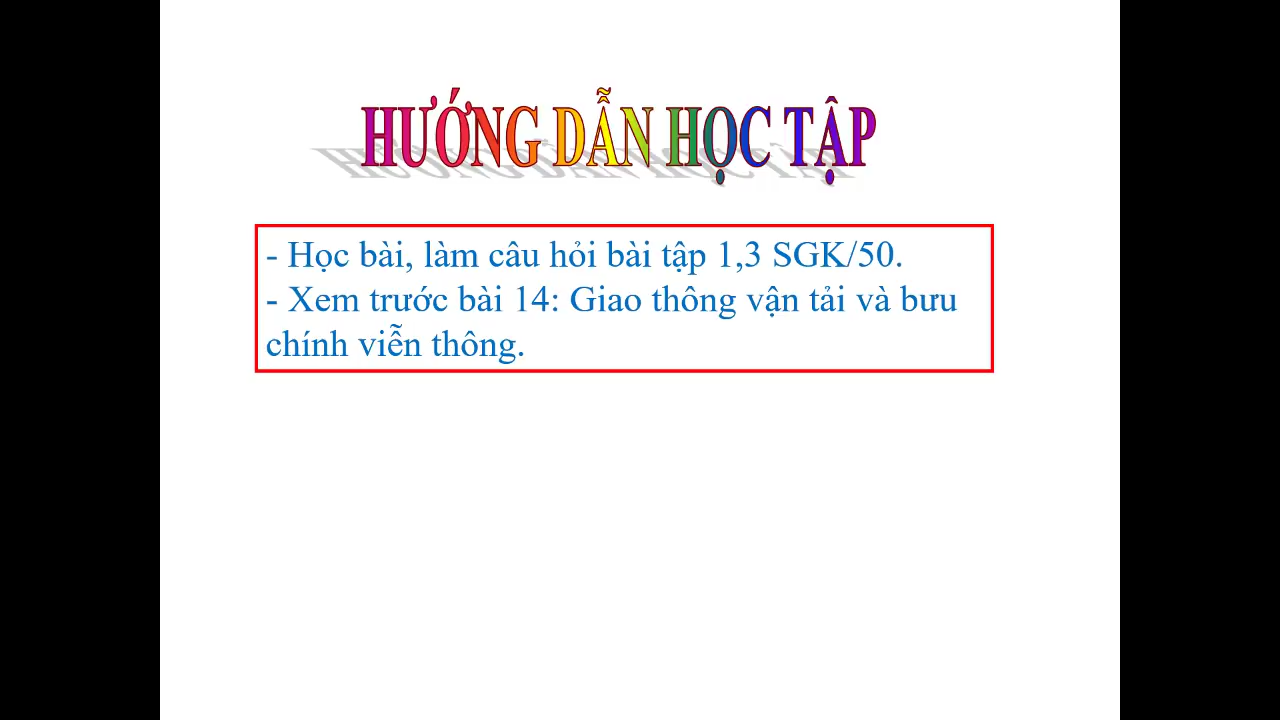 HƯỚNG DẪN HỌC TẬP
- Học bài, làm câu hỏi bài tập 1,3 SGK/50.
- Xem trước bài 14: Giao thông vận tải và bưu
chính viễn thông.